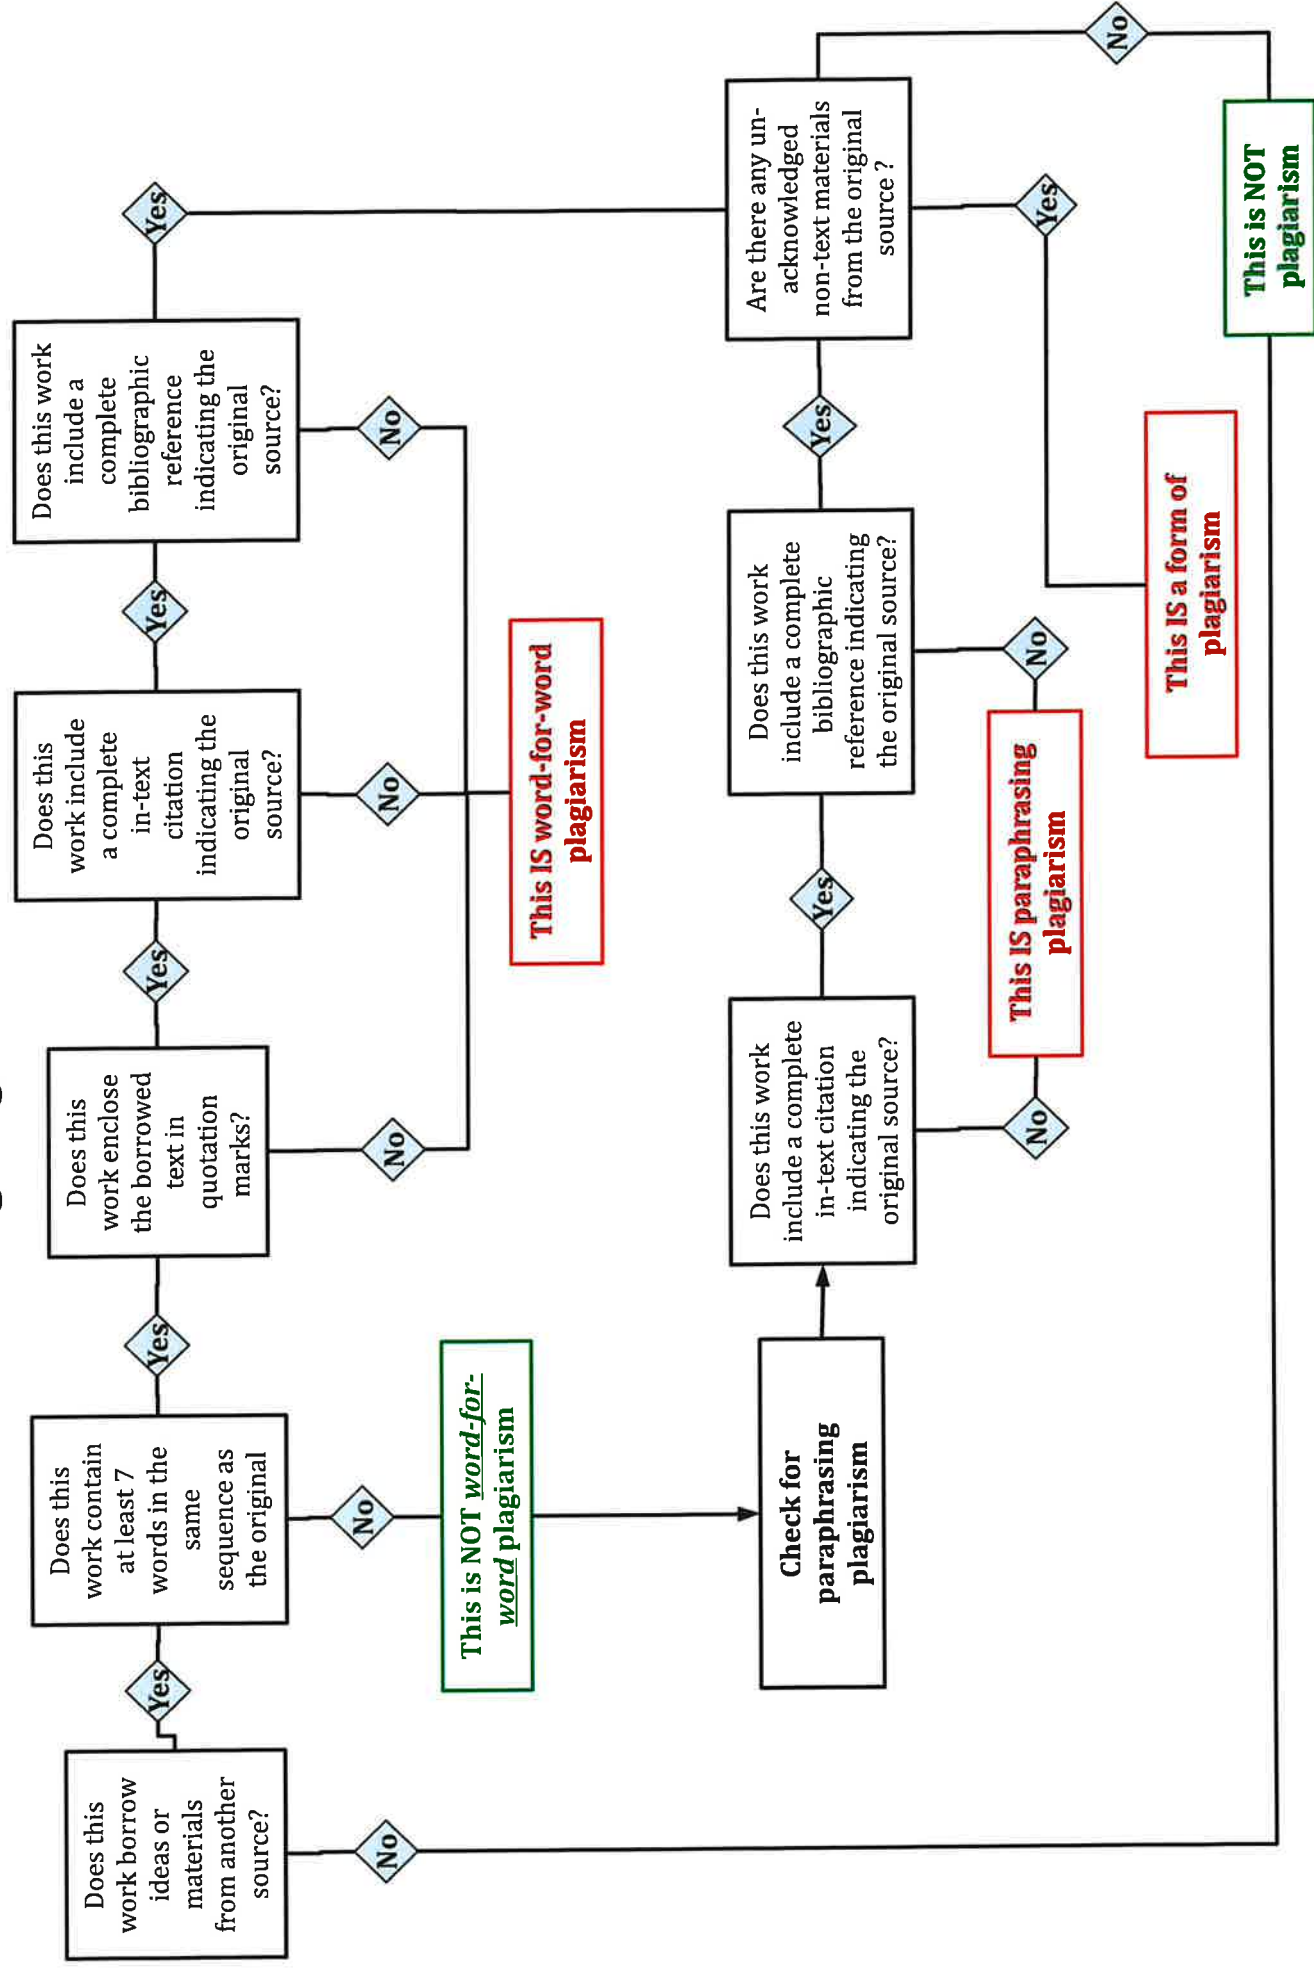 Does this
work borrow
ideas or
materials
from another
source?
Yes
No
Does this
work contain
at least 7
words in the
same
sequence as
the original
Yes
No
This is NOT word-for-
word plagiarism
Does this
work enclose
the borrowed
text in
quotation
marks?
Yes
No
Does this
work include
a complete
in-text
citation
indicating the
original
source?
Yes
No
Does this work
include a
complete
bibliographic
reference
indicating the
original
source?
Yes
No
This IS word-for-word
plagiarism
Check for
paraphrasing
plagiarism
Does this work
include a complete
in-text citation
indicating the
original source?
Yes
No
Does this work
include a complete
bibliographic
reference indicating
the original source?
Yes
No
This IS paraphrasing
plagiarism
Are there any un-
acknowledged
non-text materials
from the original
source ?
Yes
No
This IS a form of
plagiarism
This is NOT
plagiarism